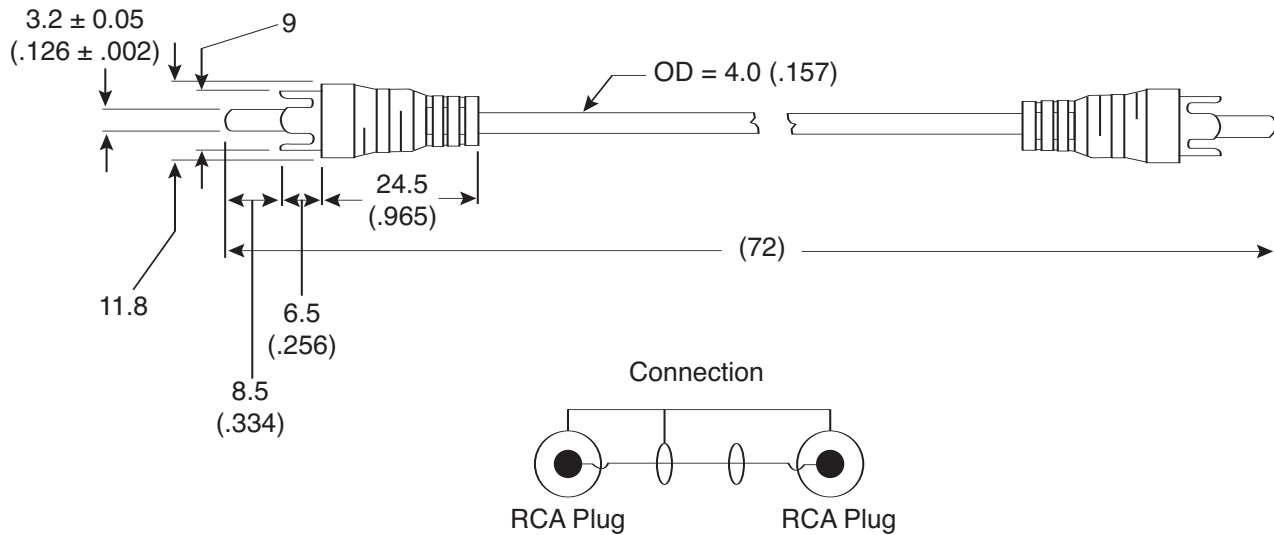 3.2 ± 0.05
(.126 ± .002)
9
OD = 4.0 (.157)
24.5
(.965)
(72)
11.8
6.5
(.256)
8.5
(.334)
Connection
RCA Plug
RCA Plug